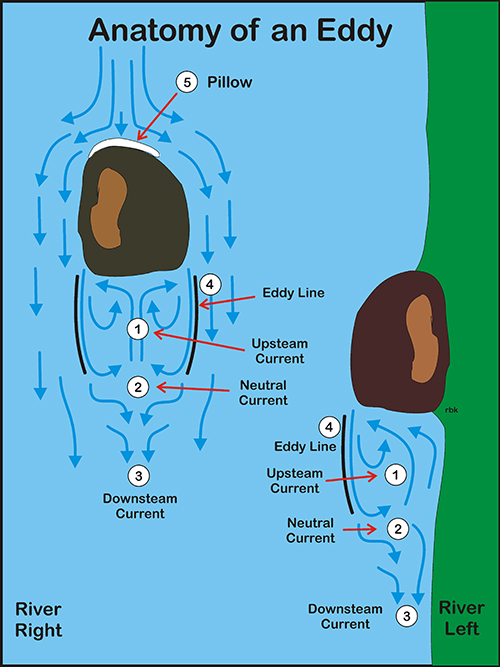 Anatomy of an Eddy
5 Pillow
4
Eddy Line
1
Upsteam
Current
2
Neutral
Current
3
Downsteam
Current
rbk
4
Eddy Line
Upsteam
Current
1
Neutral
Current
2
Downsteam
Current
3
River
Right
River
Left